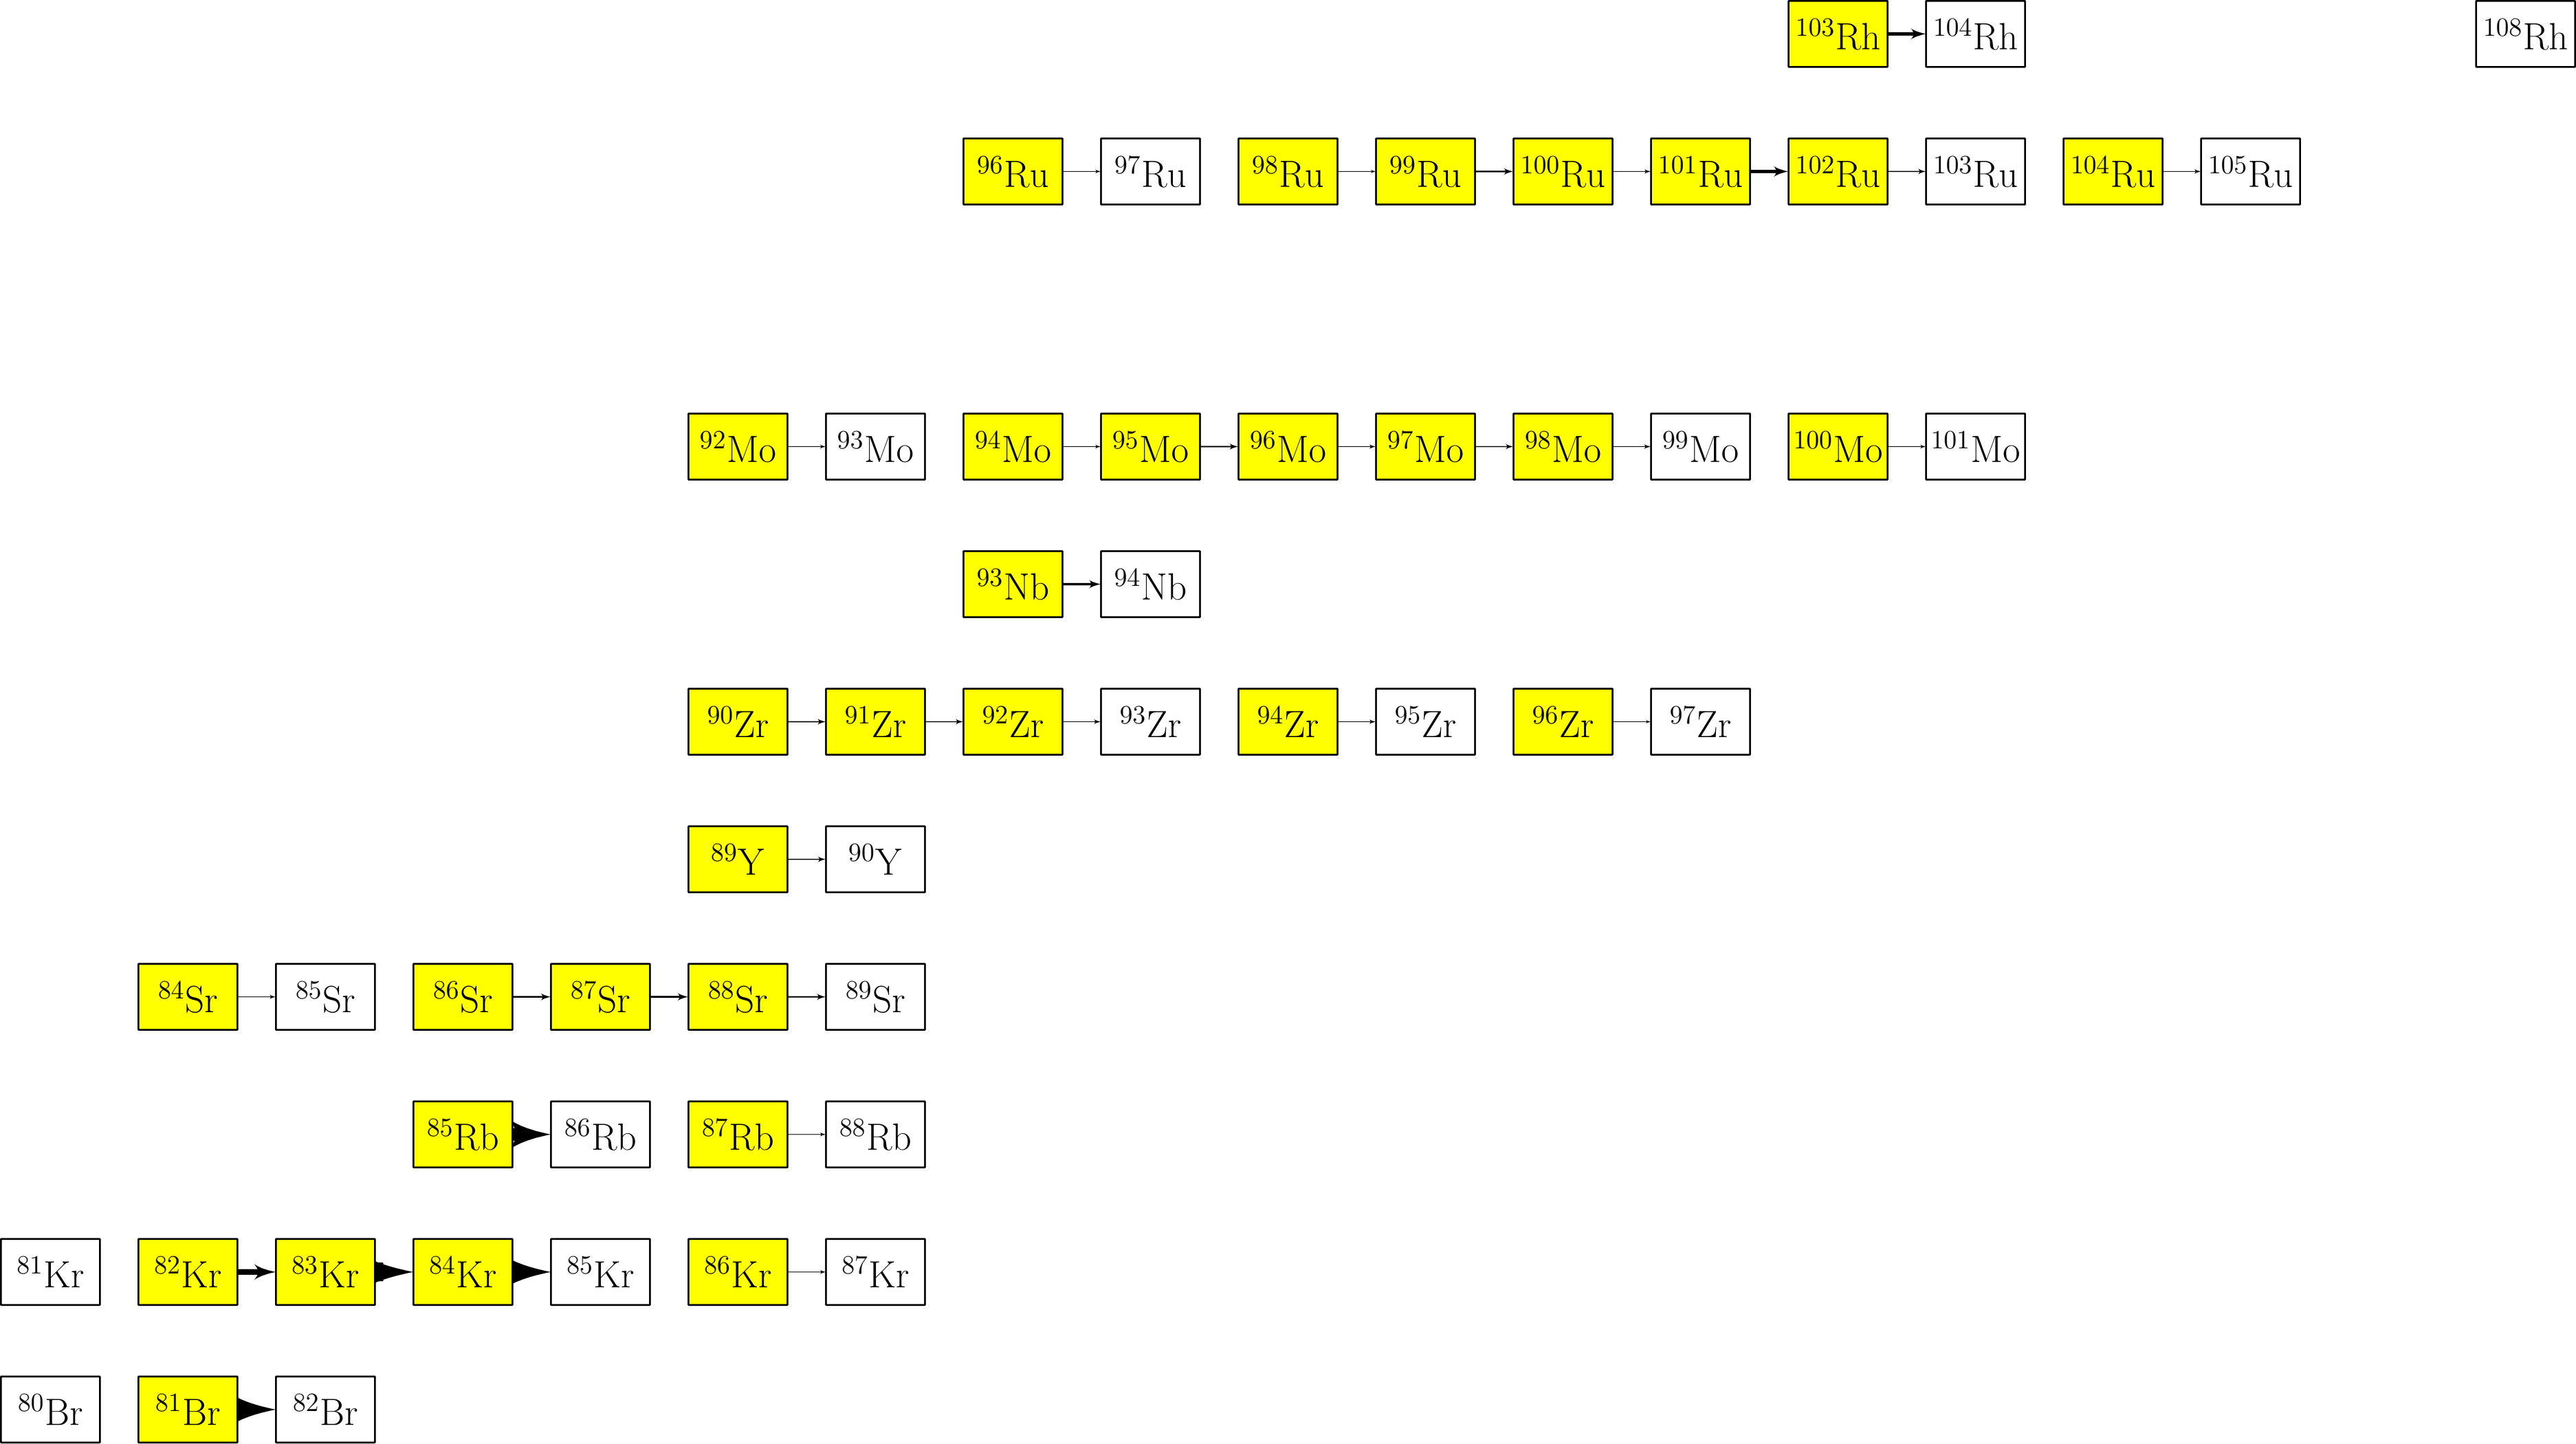 ¹⁰³Rh ¹⁰⁴Rh ¹⁰⁸Rh
⁹⁶Ru ⁹⁷Ru ⁹⁸Ru ⁹⁹Ru ¹⁰⁰Ru ¹⁰¹Ru ¹⁰²Ru ¹⁰³Ru ¹⁰⁴Ru ¹⁰⁵Ru
⁹²Mo ⁹³Mo ⁹⁴Mo ⁹⁵Mo ⁹⁶Mo ⁹⁷Mo ⁹⁸Mo ⁹⁹Mo ¹⁰⁰Mo ¹⁰¹Mo
⁹³Nb ⁹⁴Nb
⁹⁰Zr ⁹¹Zr ⁹²Zr ⁹³Zr ⁹⁴Zr ⁹⁵Zr ⁹⁶Zr ⁹⁷Zr
⁸⁹Y ⁹⁰Y
⁸⁴Sr ⁸⁵Sr ⁸⁶Sr ⁸⁷Sr ⁸⁸Sr ⁸⁹Sr
⁸⁵Rb ⁸⁶Rb ⁸⁷Rb ⁸⁸Rb
⁸¹Kr ⁸²Kr ⁸³Kr ⁸⁴Kr ⁸⁵Kr ⁸⁶Kr ⁸⁷Kr
⁸⁰Br ⁸¹Br ⁸²Br